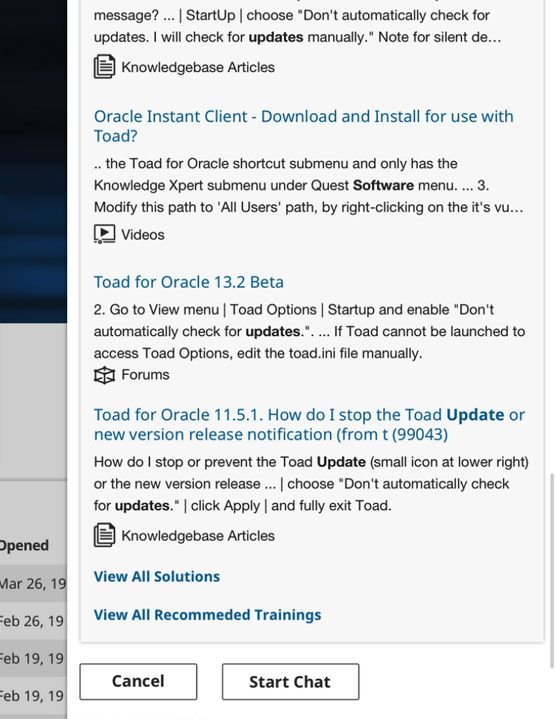 message? ... | StartUp | choose "Don't automatically check for
updates. I will check for updates manually." Note for silent de...
Knowledgebase Articles
Oracle Instant Client - Download and Install for use with
Toad?
.. the Toad for Oracle shortcut submenu and only has the
Knowledge Xpert submenu under Quest Software menu. ... 3.
Modify this path to 'All Users' path, by right-clicking on the it's vu...
Videos
Toad for Oracle 13.2 Beta
2. Go to View menu | Toad Options | Startup and enable "Don't
automatically check for updates.". ... If Toad cannot be launched to
access Toad Options, edit the toad.ini file manually.
Forums
Toad for Oracle 11.5.1. How do I stop the Toad Update or
new version release notification (from t (99043)
How do I stop or prevent the Toad Update (small icon at lower right)
or the new version release ... | choose "Don't automatically check
for updates." | click Apply | and fully exit Toad.
Knowledgebase Articles
View All Solutions
View All Recommeded Trainings
Cancel
Start Chat
Opened
Mar 26, 19
Feb 26, 19
Feb 19, 19
Feb 19, 19